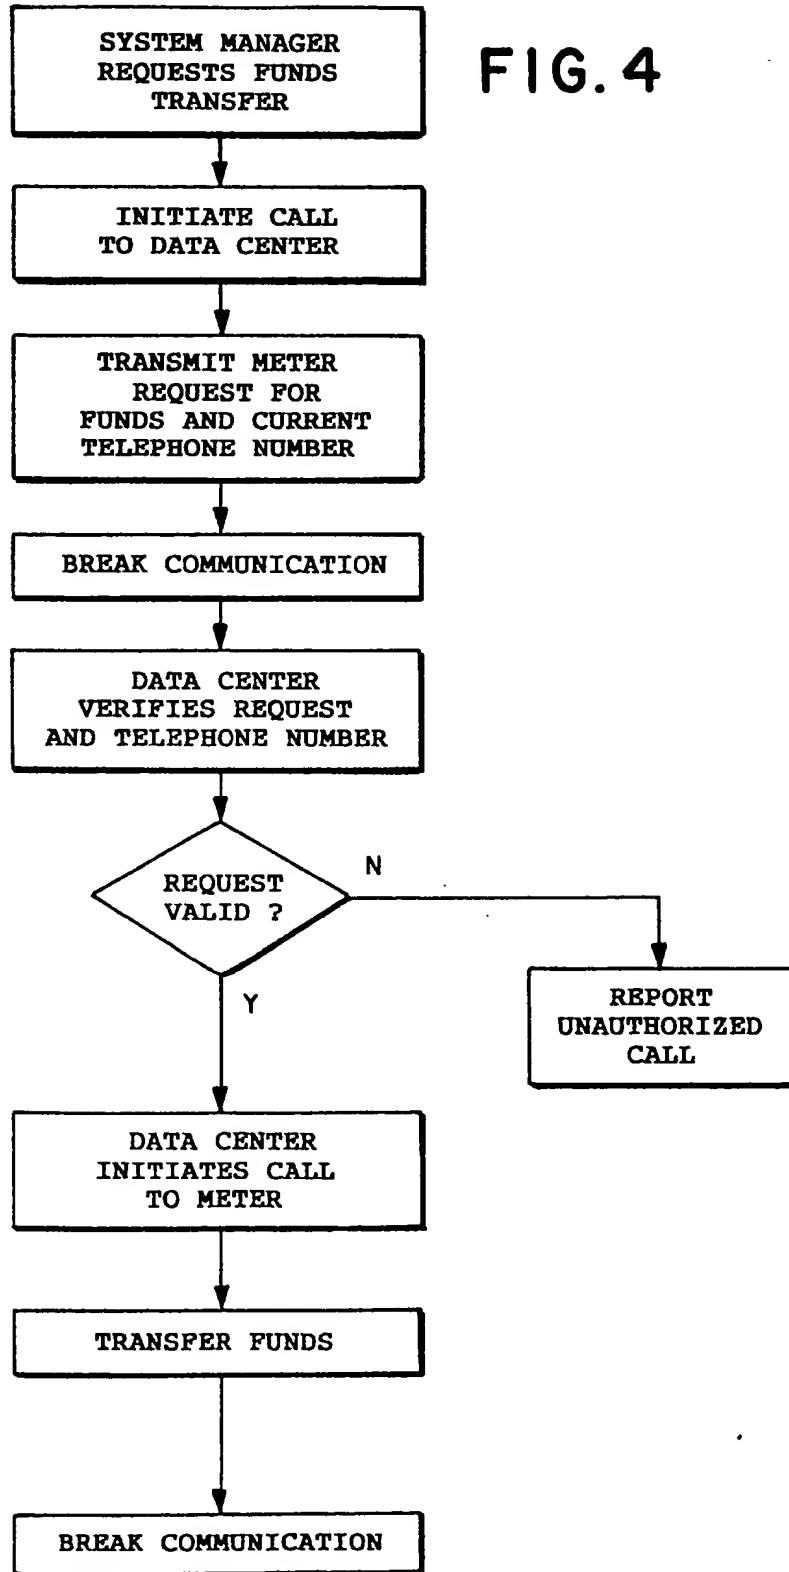 SYSTEM MANAGER
REQUESTS FUNDS
TRANSFER
FIG. 4
INITIATE CALL
TO DATA CENTER
TRANSMIT METER
REQUEST FOR
FUNDS AND CURRENT
TELEPHONE NUMBER
BREAK COMMUNICATION
DATA CENTER
VERIFIES REQUEST
AND TELEPHONE NUMBER
REQUEST
VALID ?
N
Y
REPORT
UNAUTHORIZED
CALL
DATA CENTER
INITIATES CALL
TO METER
TRANSFER FUNDS
BREAK COMMUNICATION